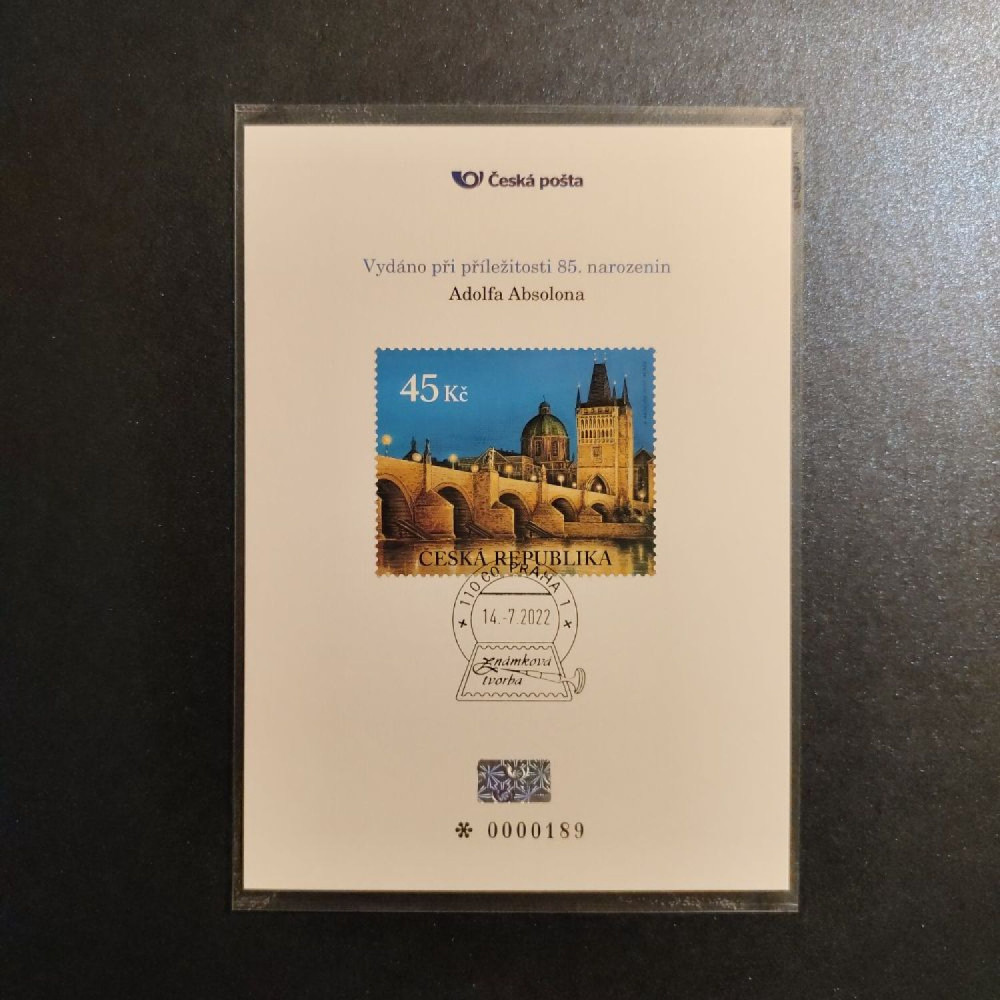 Česká pošta
Vydáno při příležitosti 85. narozenin
Adolfa Absolona
45 Kč
ČESKÁ REPUBLIKA
* 110 00 PRAHA 1 *
14.-7.2022
Známková
tvorba
* 0000189